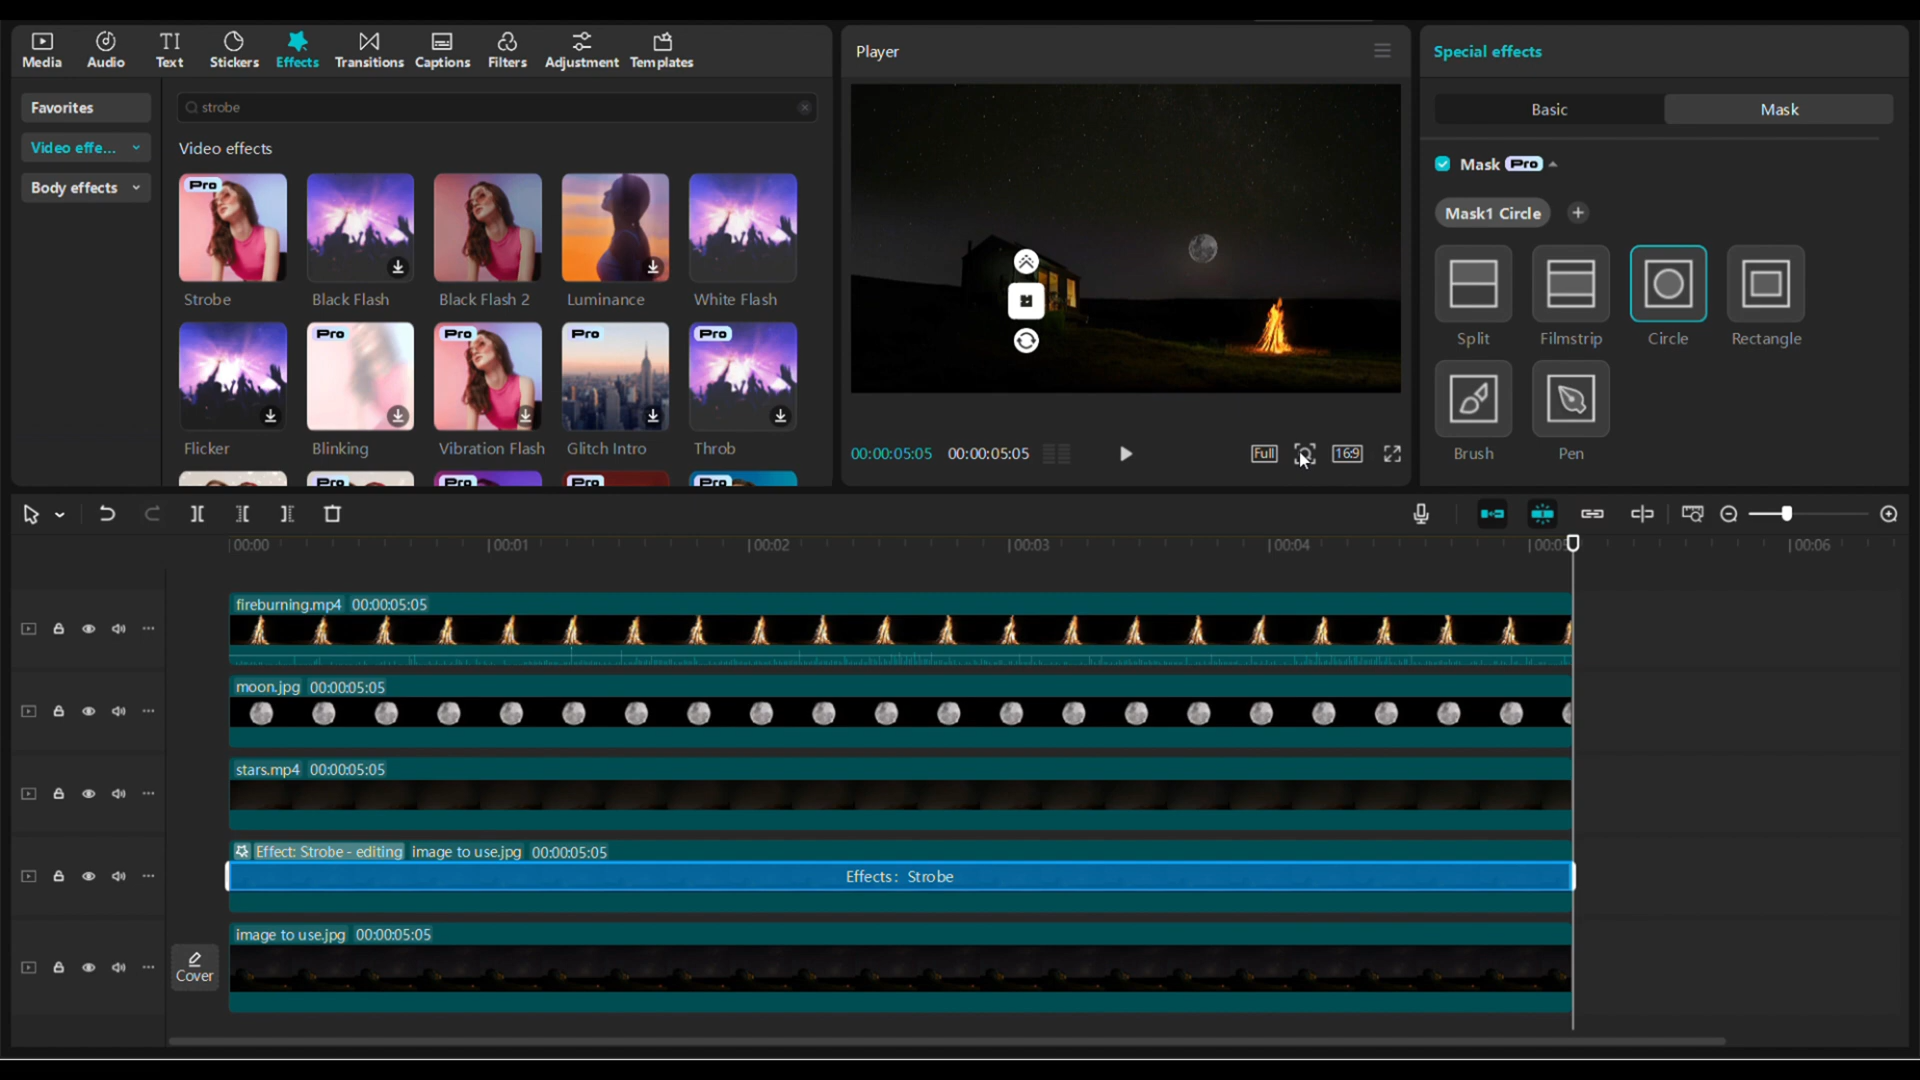 Media Audio Text Stickers Effects Transitions Captions Filters Adjustment Templates
Player
Special effects
Favorites
strobe
Basic Mask
Video effe...
Video effects
Mask Pro
Body effects
Pro
Mask1 Circle
Strobe Black Flash Black Flash 2 Luminance White Flash
Split Filmstrip Circle Rectangle
Pro Pro Pro Pro
Flicker Blinking Vibration Flash Glitch Intro Throb
Brush Pen
00:00:05:05 00:00:05:05 Full 16:9
Pro Pro Pro Pro
00:00 00:01 00:02 00:03 00:04 00:05 00:06
fireburning.mp4 00:00:05:05
moon.jpg 00:00:05:05
stars.mp4 00:00:05:05
Effect: Strobe - editing image to use.jpg 00:00:05:05
Effects: Strobe
image to use.jpg 00:00:05:05
Cover